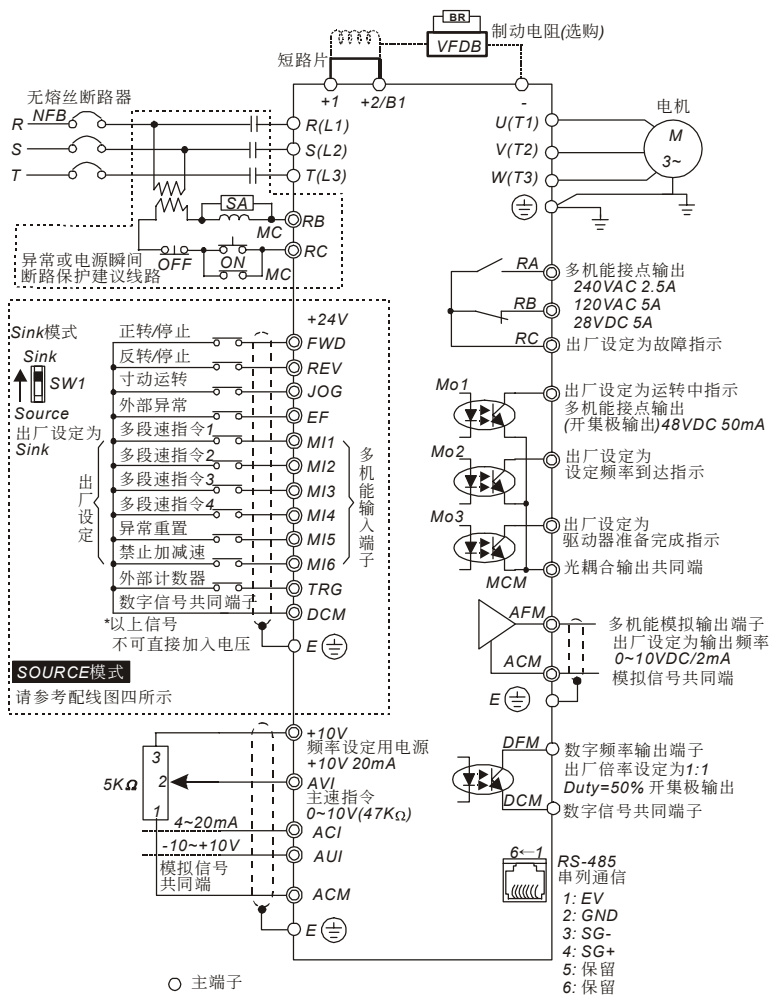 BR
VFDB
制动电阻(选购)
短路片
+1
+2/B1
-
无熔丝断路器
NFB
R
S
T
R(L1)
S(L2)
T(L3)
SA
MC
RB
RC
OFF
ON
MC
异常或电源瞬间
断路保护建议线路
U(T1)
V(T2)
W(T3)
电机
M
3~
RA
RB
RC
多机能接点输出
240VAC 2.5A
120VAC 5A
28VDC 5A
出厂设定为故障指示
Sink模式
Sink
SW1
Source
出厂设定为
Sink
出厂设定
正转/停止
反转/停止
寸动运转
外部异常
多段速指令1
多段速指令2
多段速指令3
多段速指令4
异常重置
禁止加减速
外部计数器
数字信号共同端子
*以上信号
不可直接加入电压
+24V
FWD
REV
JOG
EF
MI1
MI2
MI3
MI4
MI5
MI6
TRG
DCM
E
多机能输入端子
SOURCE模式
请参考配线图四所示
Mo1
出厂设定为运转中指示
多机能接点输出
(开集极输出)48VDC 50mA
Mo2
出厂设定为
设定频率到达指示
Mo3
出厂设定为
驱动器准备完成指示
MCM
光耦合输出共同端
AFM
ACM
E
多机能模拟输出端子
出厂设定为输出频率
0~10VDC/2mA
模拟信号共同端
DFM
DCM
数字频率输出端子
出厂倍率设定为1:1
Duty=50% 开集极输出
数字信号共同端子
5KΩ
3
2
1
+10V
频率设定用电源
+10V 20mA
AVI
主速指令
0~10V(47KΩ)
4~20mA
ACI
-10~+10V
AUI
模拟信号
共同端
ACM
E
6←1
RS-485
串列通信
1: EV
2: GND
3: SG-
4: SG+
5: 保留
6: 保留
主端子